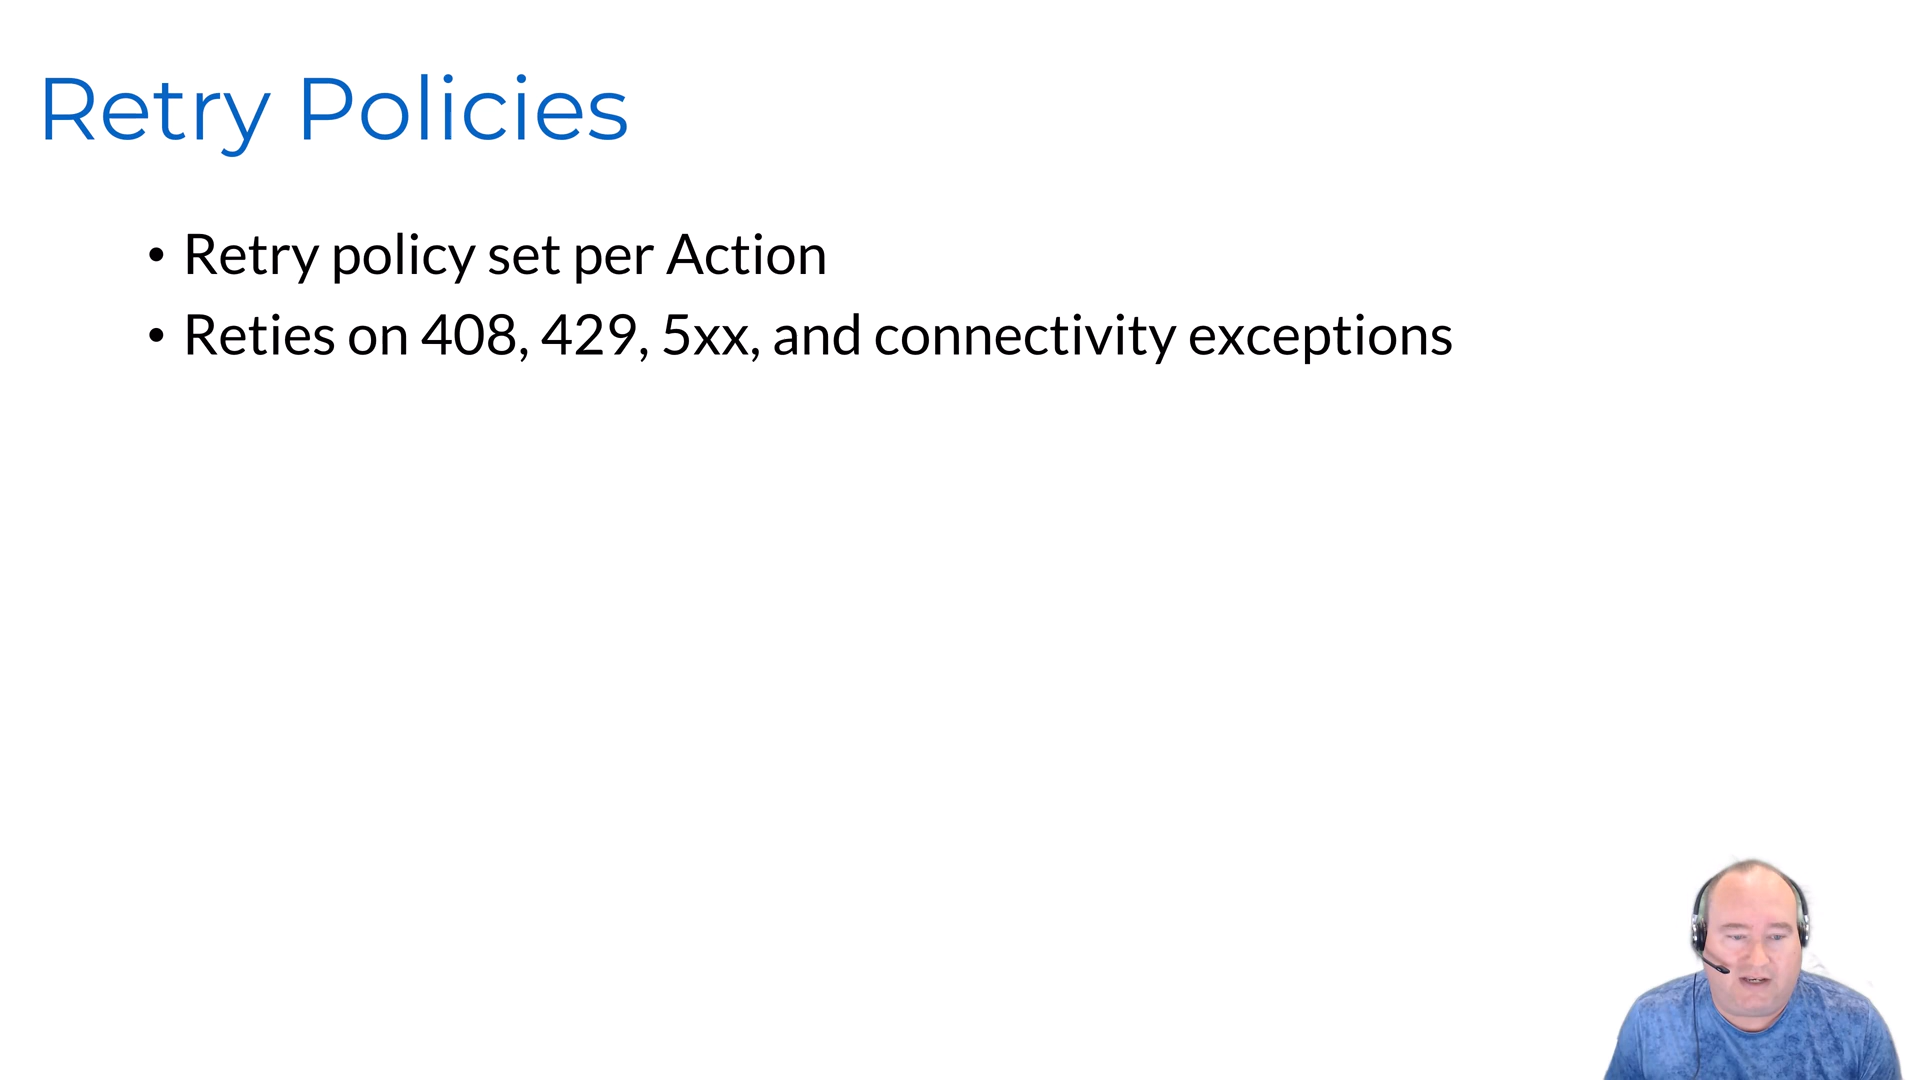 Retry Policies
• Retry policy set per Action
• Reties on 408, 429, 5xx, and connectivity exceptions